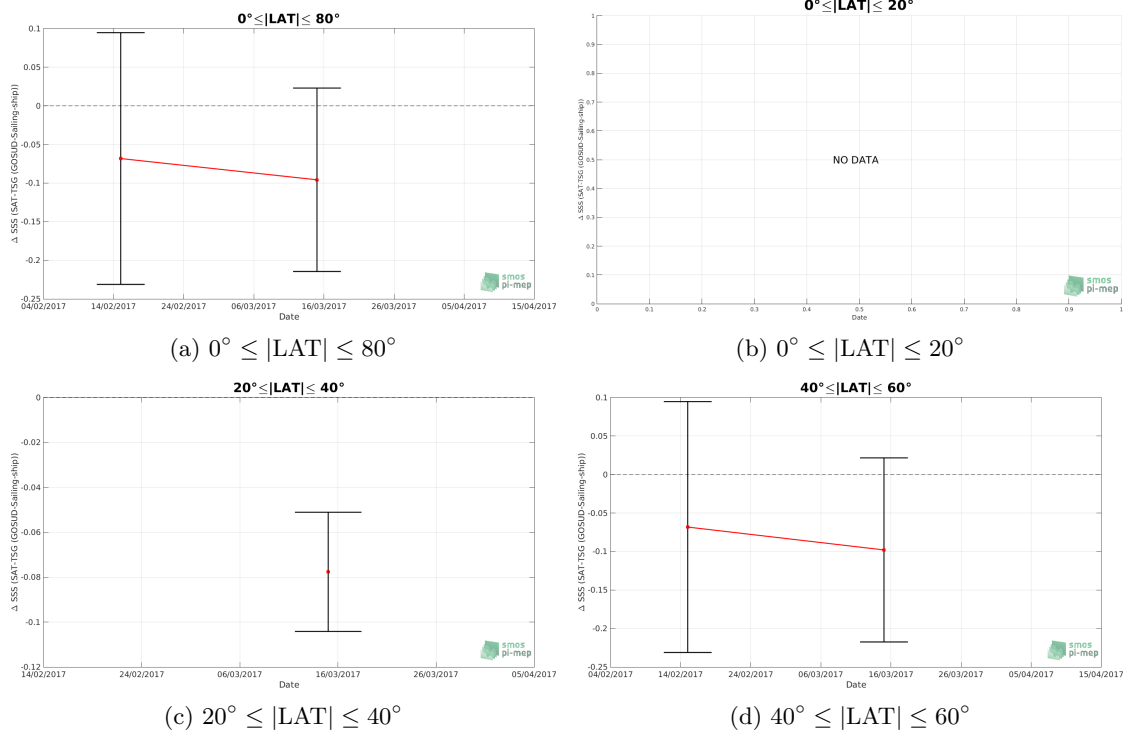 0°≤|LAT|≤ 80°
0.1
0.05
0
-0.05
-0.1
-0.15
-0.2
-0.25
Δ SSS (SAT-TSG (GOSUD-Sailing-ship))
04/02/2017 14/02/2017 24/02/2017 06/03/2017 16/03/2017 26/03/2017 05/04/2017 15/04/2017
Date
smos
pi-mep
(a) 0° ≤ |LAT| ≤ 80°
0°≤|LAT|≤ 20°
1
0.9
0.8
0.7
0.6
0.5
0.4
0.3
0.2
0.1
0
Δ SSS (SAT-TSG (GOSUD-Sailing-ship))
NO DATA
0 0.1 0.2 0.3 0.4 0.5 0.6 0.7 0.8 0.9 1
Date
smos
pi-mep
(b) 0° ≤ |LAT| ≤ 20°
20°≤|LAT|≤ 40°
0
-0.02
-0.04
-0.06
-0.08
-0.1
-0.12
Δ SSS (SAT-TSG (GOSUD-Sailing-ship))
14/02/2017 24/02/2017 06/03/2017 16/03/2017 26/03/2017 05/04/2017
Date
smos
pi-mep
(c) 20° ≤ |LAT| ≤ 40°
40°≤|LAT|≤ 60°
0.1
0.05
0
-0.05
-0.1
-0.15
-0.2
-0.25
Δ SSS (SAT-TSG (GOSUD-Sailing-ship))
04/02/2017 14/02/2017 24/02/2017 06/03/2017 16/03/2017 26/03/2017 05/04/2017 15/04/2017
Date
smos
pi-mep
(d) 40° ≤ |LAT| ≤ 60°